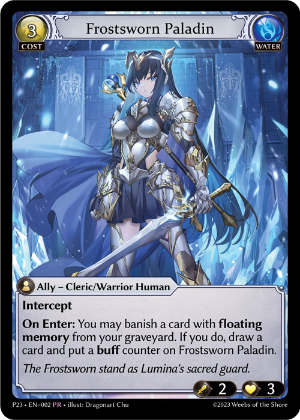 3
COST
Frostsworn Paladin
WATER
Ally – Cleric/Warrior Human
Intercept
On Enter: You may banish a card with floating
memory from your graveyard. If you do, draw a
card and put a buff counter on Frostsworn Paladin.
The Frostsworn stand as Lumina's sacred guard.
2
3
P23 • EN-002 PR • illust: Dragonart Chu
©2023 Weebs of the Shore